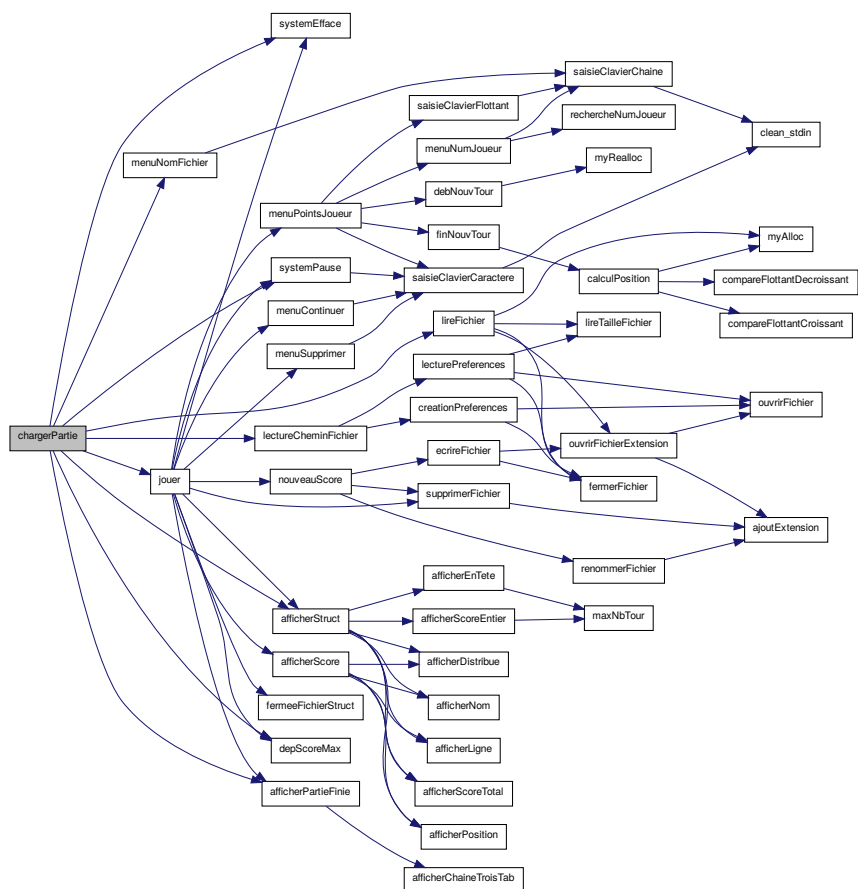 systemEfface
saisieClavierChaine
saisieClavierFlottant
rechercheNumJoueur
clean_stdin
menuNumJoueur
menuNomFichier
myRealloc
debNouvTour
menuPointsJoueur
finNouvTour
myAlloc
systemPause
saisieClavierCaractere
calculPosition
compareFlottantDecroissant
menuContinuer
lireFichier
lireTailleFichier
compareFlottantCroissant
menuSupprimer
lecturePreferences
ouvrirFichier
creationPreferences
chargerPartie
lectureCheminFichier
ouvrirFichierExtension
ecrireFichier
jouer
nouveauScore
fermerFichier
supprimerFichier
ajoutExtension
renommerFichier
afficherEnTete
afficherStruct
afficherScoreEntier
maxNbTour
afficherScore
afficherDistribue
fermeeFichierStruct
afficherNom
depScoreMax
afficherLigne
afficherPartieFinie
afficherScoreTotal
afficherPosition
afficherChaineTroisTab